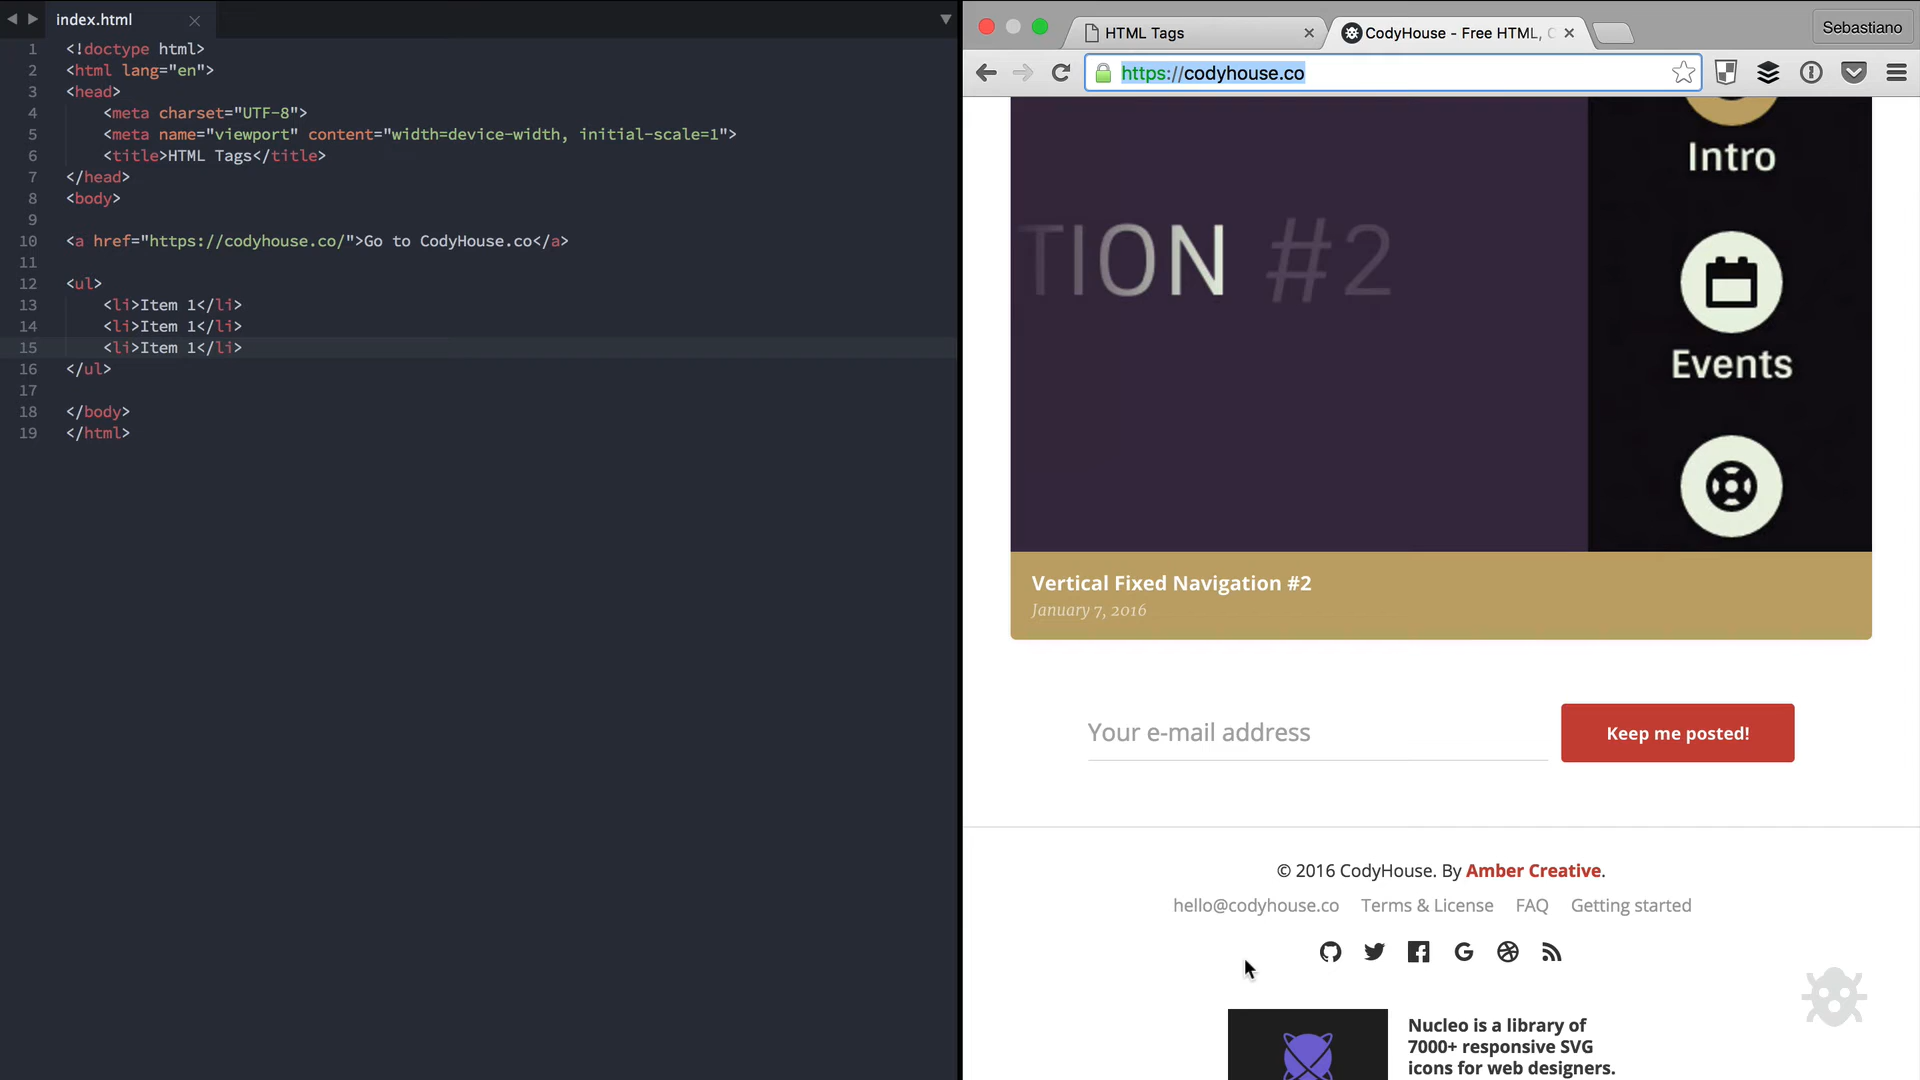 index.html
1 <!doctype html>
2 <html lang="en">
3 <head>
4 <meta charset="UTF-8">
5 <meta name="viewport" content="width=device-width, initial-scale=1">
6 <title>HTML Tags</title>
7 </head>
8 <body>
9
10 <a href="https://codyhouse.co/">Go to CodyHouse.co</a>
11
12 <ul>
13 <li>Item 1</li>
14 <li>Item 1</li>
15 <li>Item 1</li>
16 </ul>
17
18 </body>
19 </html>
HTML Tags
CodyHouse - Free HTML, C
Sebastiano
https://codyhouse.co
Intro
TION #2
Events
Vertical Fixed Navigation #2
January 7, 2016
Your e-mail address
Keep me posted!
© 2016 CodyHouse. By Amber Creative.
hello@codyhouse.co Terms & License FAQ Getting started
Nucleo is a library of
7000+ responsive SVG
icons for web designers.